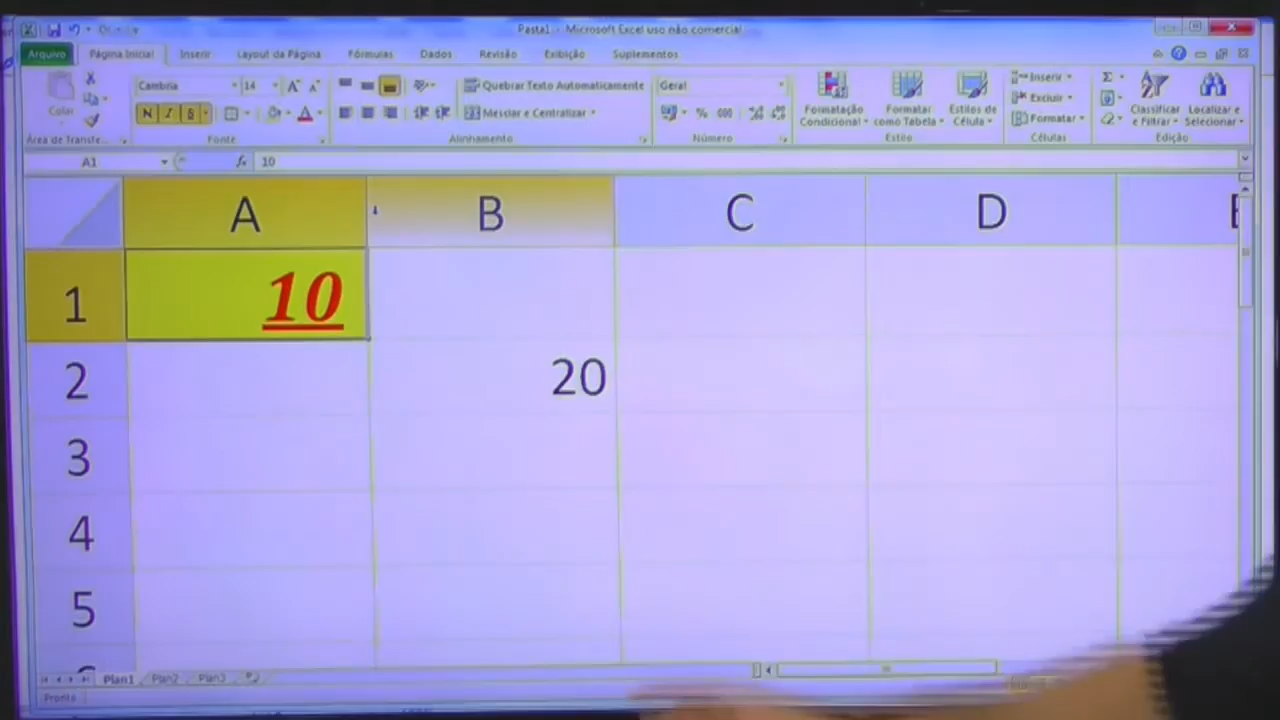 Pasta1 - Microsoft Excel uso não comercial
Arquivo Página Inicial Inserir Layout da Página Fórmulas Dados Revisão Exibição Suplementos
Colar
Cambria 14
Quebrar Texto Automaticamente
Geral
Formatação Condicional
Formatar como Tabela
Estilos de Célula
Inserir
Excluir
Formatar
Classificar e Filtrar
Localizar e Selecionar
N I S
Mesclar e Centralizar
% 000
Área de Transfe... Fonte Alinhamento Número Estilo Células Edição
A1 fx 10
A B C D
1 10
2 20
3
4
5
Plan1 Plan2 Plan3
Pronto